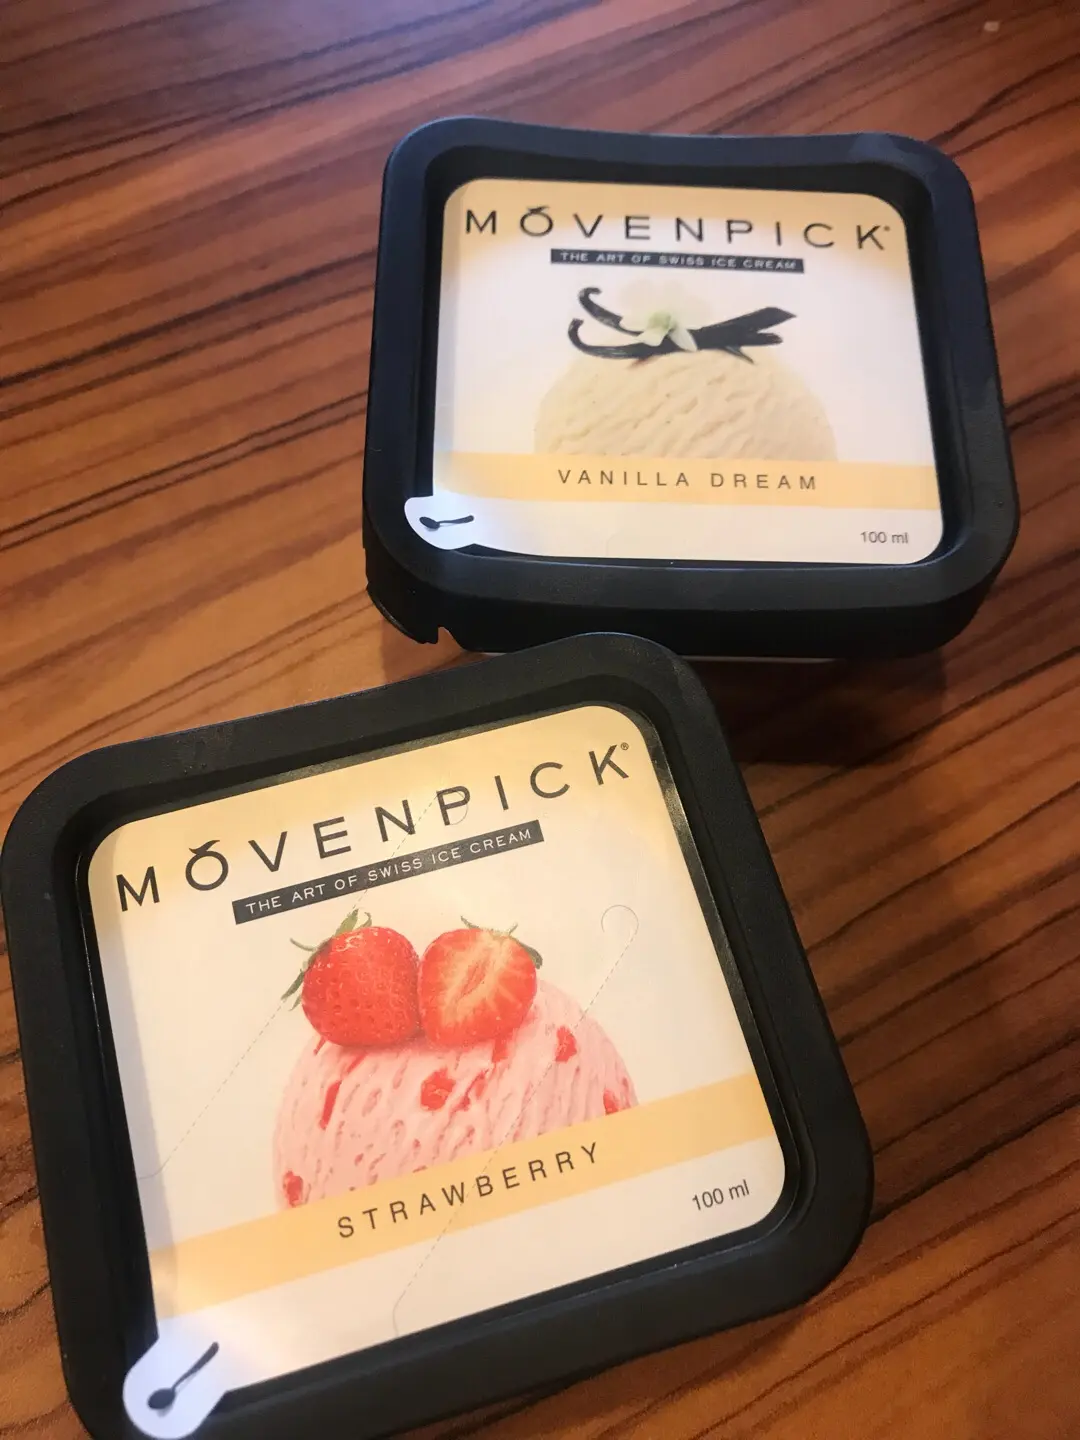 MÖVENPICK®
THE ART OF SWISS ICE CREAM
VANILLA DREAM
100 ml
MÖVENPICK®
THE ART OF SWISS ICE CREAM
STRAWBERRY
100 ml